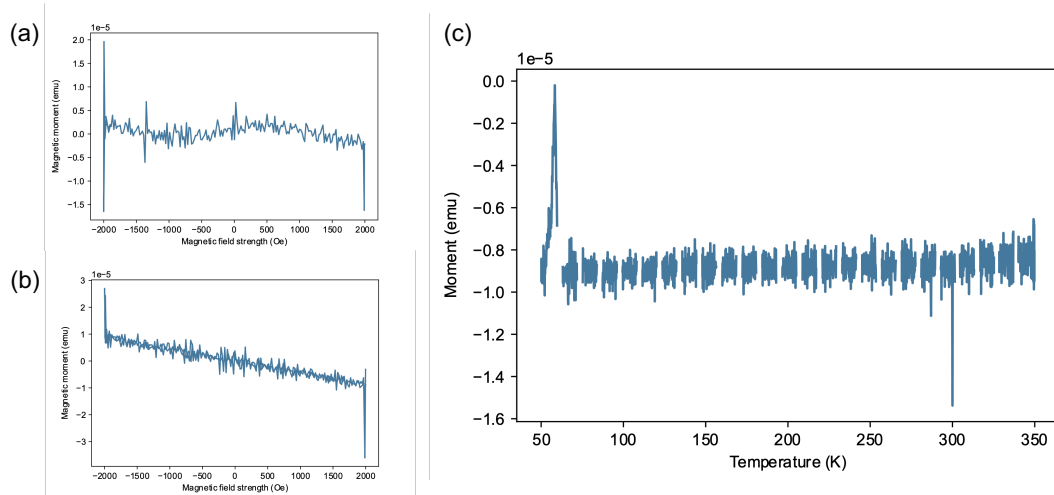 (a)
1e−5
2.0
1.5
1.0
0.5
0.0
−0.5
−1.0
−1.5
Magnetic moment (emu)
−2000 −1500 −1000 −500 0 500 1000 1500 2000
Magnetic field strength (Oe)
(b)
1e−5
3
2
1
0
−1
−2
−3
Magnetic moment (emu)
−2000 −1500 −1000 −500 0 500 1000 1500 2000
Magnetic field strength (Oe)
(c)
1e−5
0.0
−0.2
−0.4
−0.6
−0.8
−1.0
−1.2
−1.4
−1.6
Moment (emu)
50 100 150 200 250 300 350
Temperature (K)